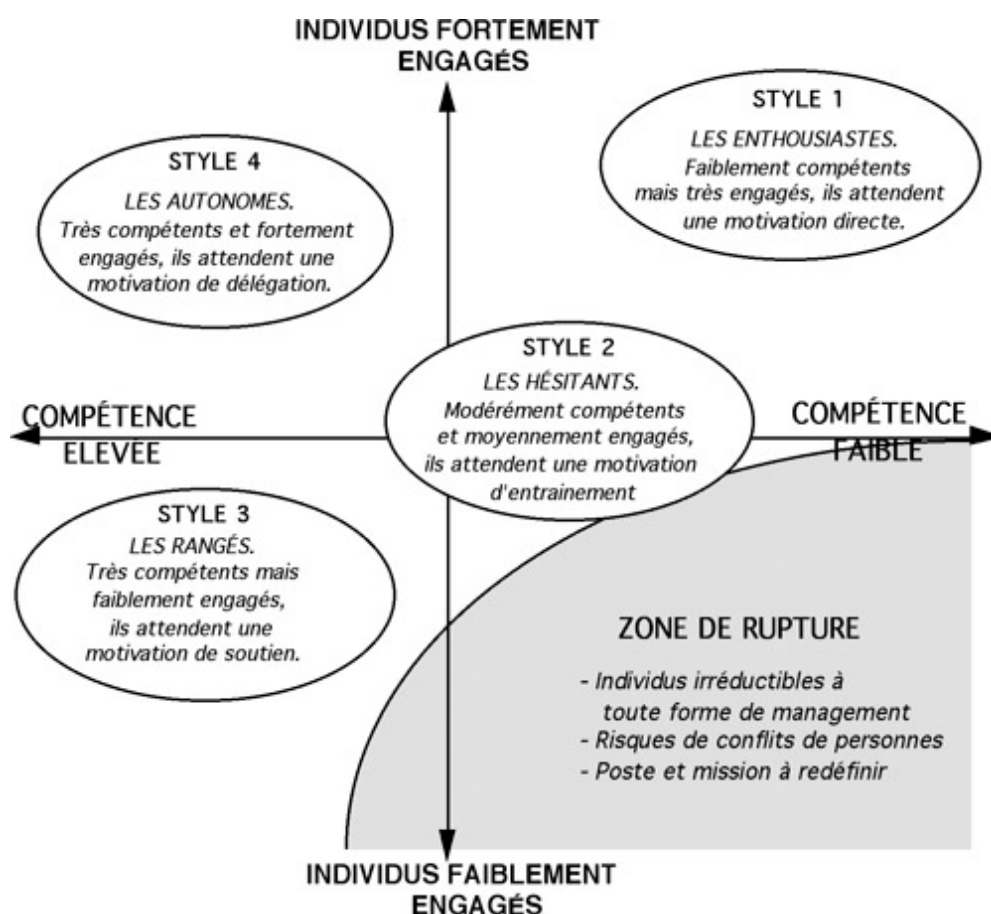 INDIVIDUS FORTEMENT
ENGAGÉS
STYLE 1
LES ENTHOUSIASTES.
Faiblement compétents
mais très engagés, ils attendent
une motivation directe.
STYLE 4
LES AUTONOMES.
Très compétents et fortement
engagés, ils attendent une
motivation de délégation.
STYLE 2
LES HÉSITANTS.
Modérément compétents
et moyennement engagés,
ils attendent une motivation
d'entrainement
COMPÉTENCE
ELEVÉE
COMPÉTENCE
FAIBLE
STYLE 3
LES RANGÉS.
Très compétents mais
faiblement engagés,
ils attendent une
motivation de soutien.
ZONE DE RUPTURE
- Individus irréductibles à
toute forme de management
- Risques de conflits de personnes
- Poste et mission à redéfinir
INDIVIDUS FAIBLEMENT
ENGAGÉS